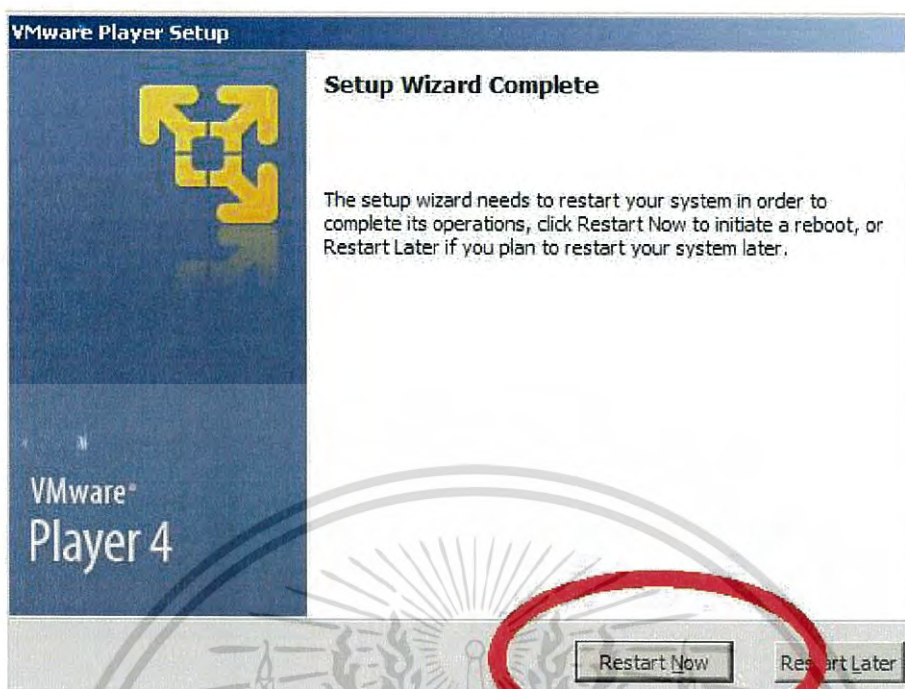 VMware Player Setup
Setup Wizard Complete
The setup wizard needs to restart your system in order to
complete its operations, click Restart Now to initiate a reboot, or
Restart Later if you plan to restart your system later.
VMware®
Player 4
Restart Now
Restart Later